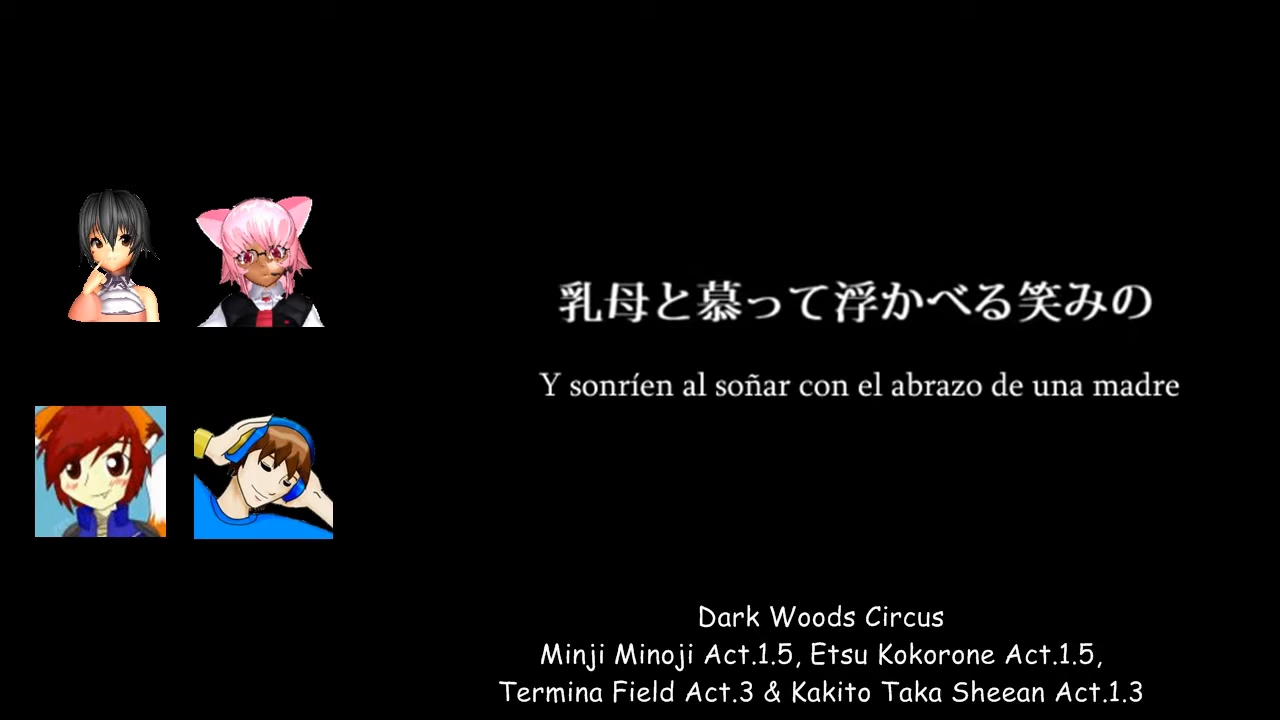 乳母と慕って浮かべる笑みの
Y sonríen al soñar con el abrazo de una madre
Dark Woods Circus
Minji Minoji Act.1.5, Etsu Kokorone Act.1.5,
Termina Field Act.3 & Kakito Taka Sheean Act.1.3